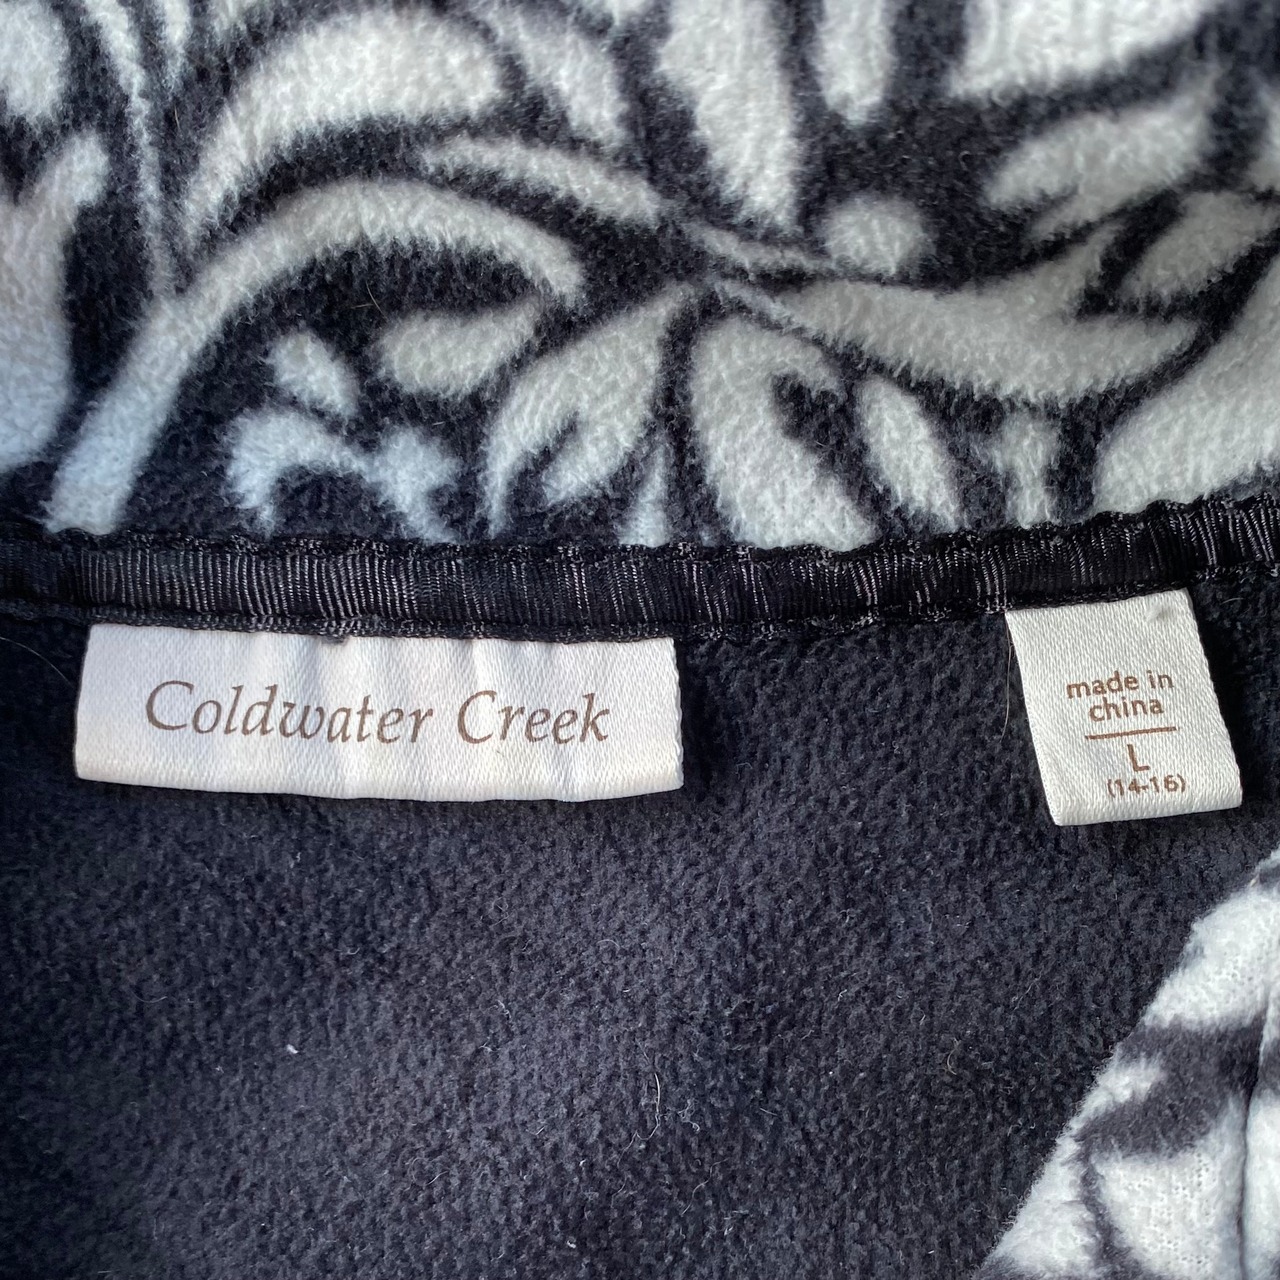 Coldwater Creek
made in
china
L
(14-16)